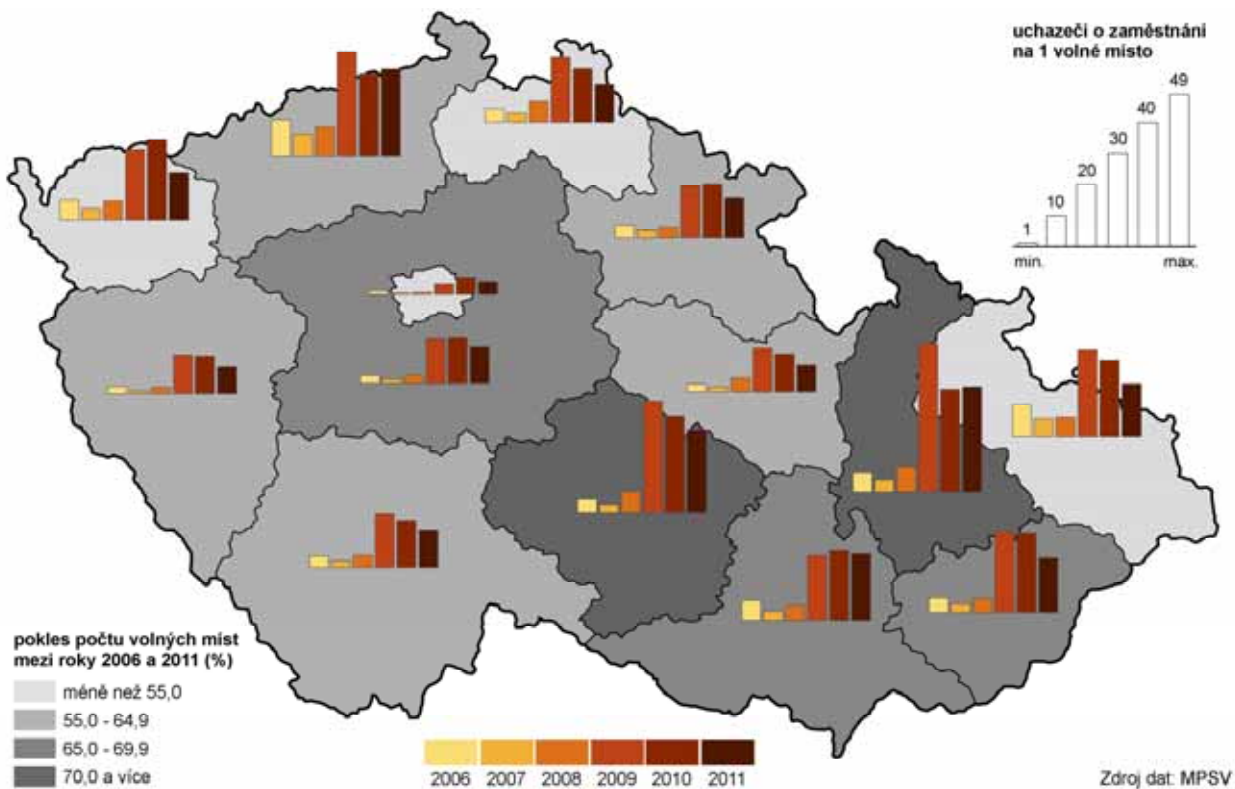 uchazeči o zaměstnání
na 1 volné místo
49
40
30
20
10
1
min.
max.
pokles počtu volných míst
mezi roky 2006 a 2011 (%)
méně než 55,0
55,0 - 64,9
65,0 - 69,9
70,0 a více
2006 2007 2008 2009 2010 2011
Zdroj dat: MPSV